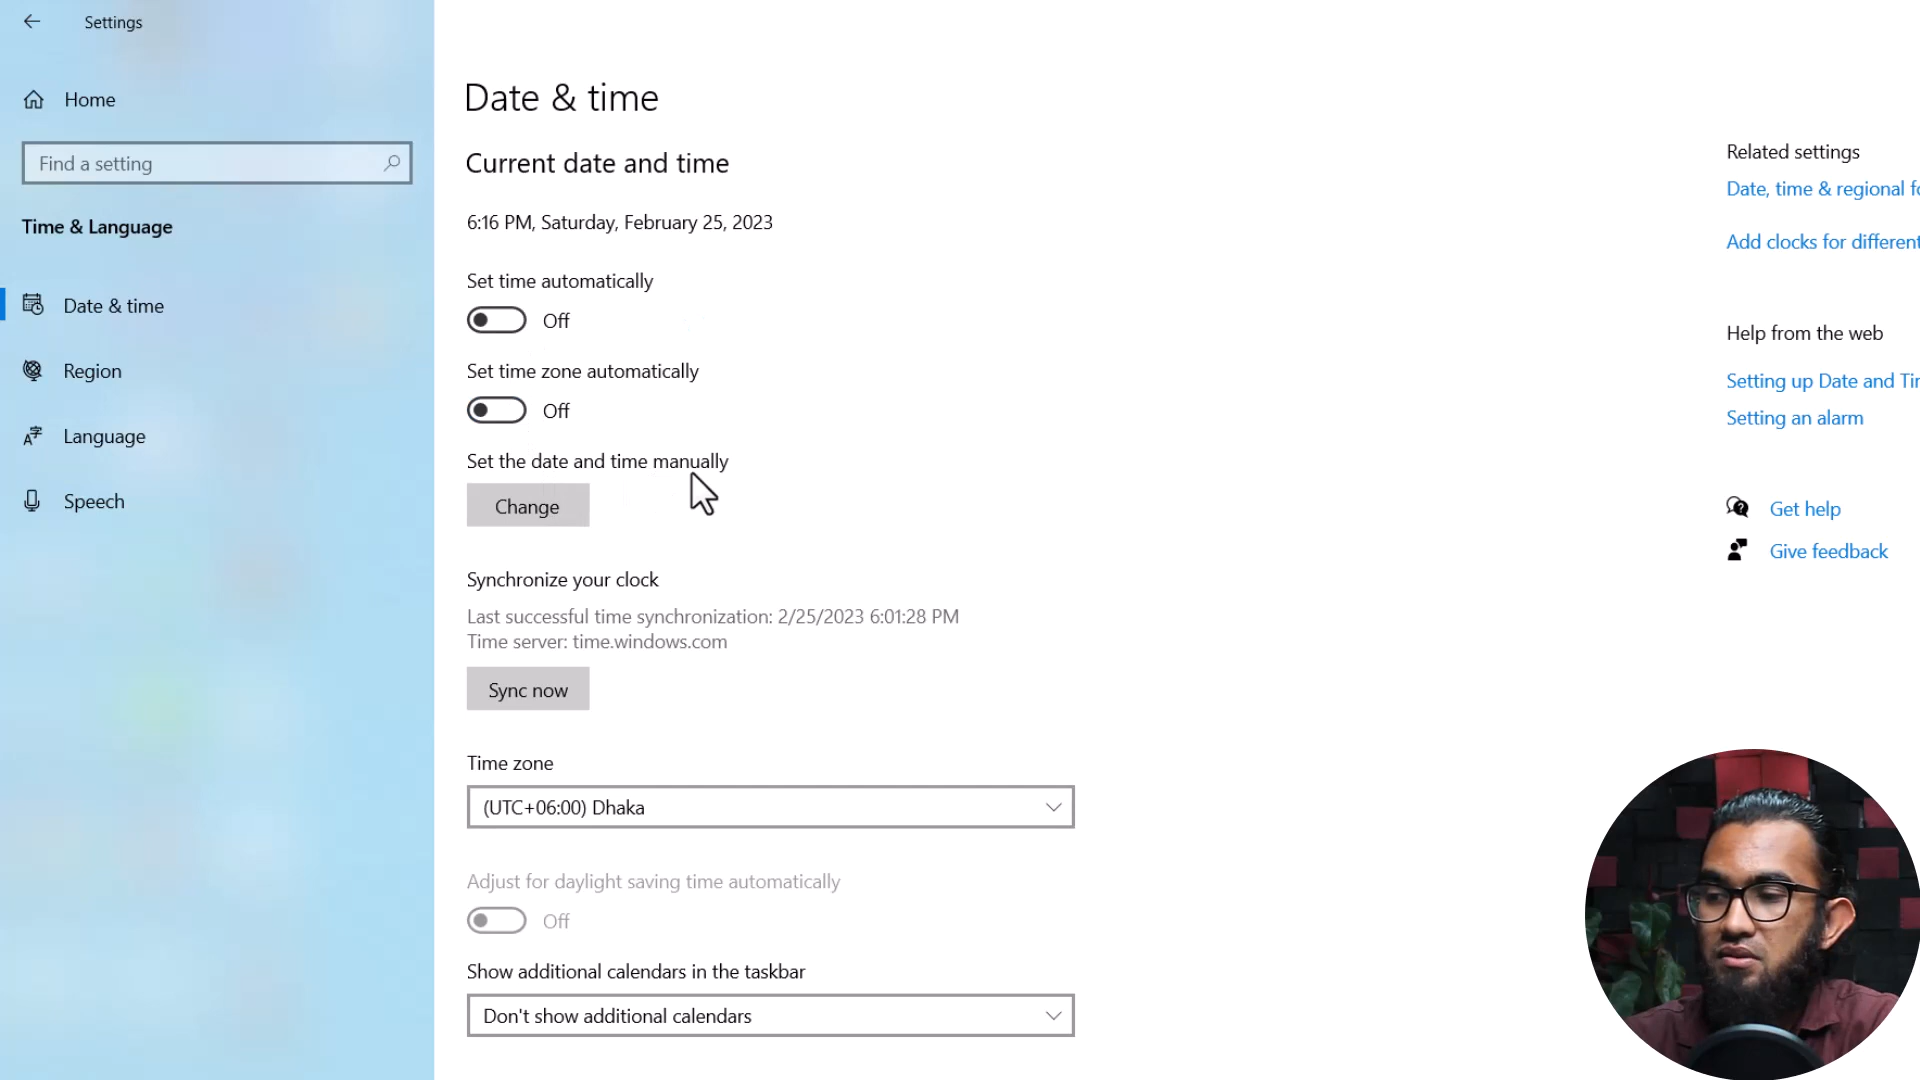 Settings
Home
Find a setting
Time & Language
Date & time
Region
Language
Speech
Date & time
Current date and time
6:16 PM, Saturday, February 25, 2023
Set time automatically
Off
Set time zone automatically
Off
Set the date and time manually
Change
Synchronize your clock
Last successful time synchronization: 2/25/2023 6:01:28 PM
Time server: time.windows.com
Sync now
Time zone
(UTC+06:00) Dhaka
Adjust for daylight saving time automatically
Off
Show additional calendars in the taskbar
Don't show additional calendars
Related settings
Date, time & regional fo
Add clocks for different
Help from the web
Setting up Date and Tim
Setting an alarm
Get help
Give feedback